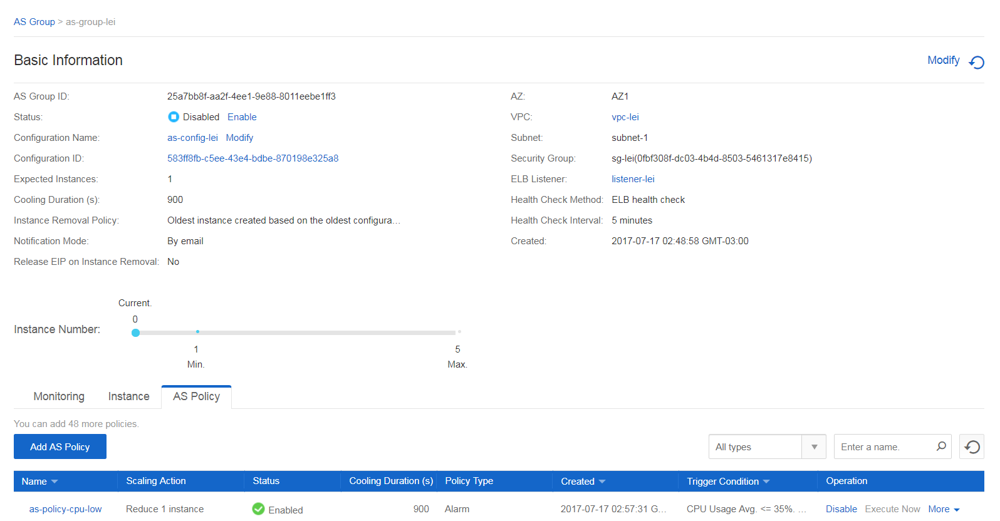 AS Group > as-group-lei
Basic Information
Modify
AS Group ID: 25a7bb8f-aa2f-4ee1-9e88-8011eebe1ff3
AZ: AZ1
Status: Disabled Enable
VPC: vpc-lei
Configuration Name: as-config-lei Modify
Subnet: subnet-1
Configuration ID: 583ff8fb-c5ee-43e4-bdbe-870198e325a8
Security Group: sg-lei(0fbf308f-dc03-4b4d-8503-5461317e8415)
Expected Instances: 1
ELB Listener: listener-lei
Cooling Duration (s): 900
Health Check Method: ELB health check
Instance Removal Policy: Oldest instance created based on the oldest configura…
Health Check Interval: 5 minutes
Notification Mode: By email
Created: 2017-07-17 02:48:58 GMT-03:00
Release EIP on Instance Removal: No
Current.
0
Instance Number:
1 5
Min. Max.
Monitoring Instance AS Policy
You can add 48 more policies.
Add AS Policy All types Enter a name.
Name Scaling Action Status Cooling Duration (s) Policy Type Created Trigger Condition Operation
as-policy-cpu-low Reduce 1 instance Enabled 900 Alarm 2017-07-17 02:57:31 G… CPU Usage Avg. <= 35%. … Disable Execute Now More